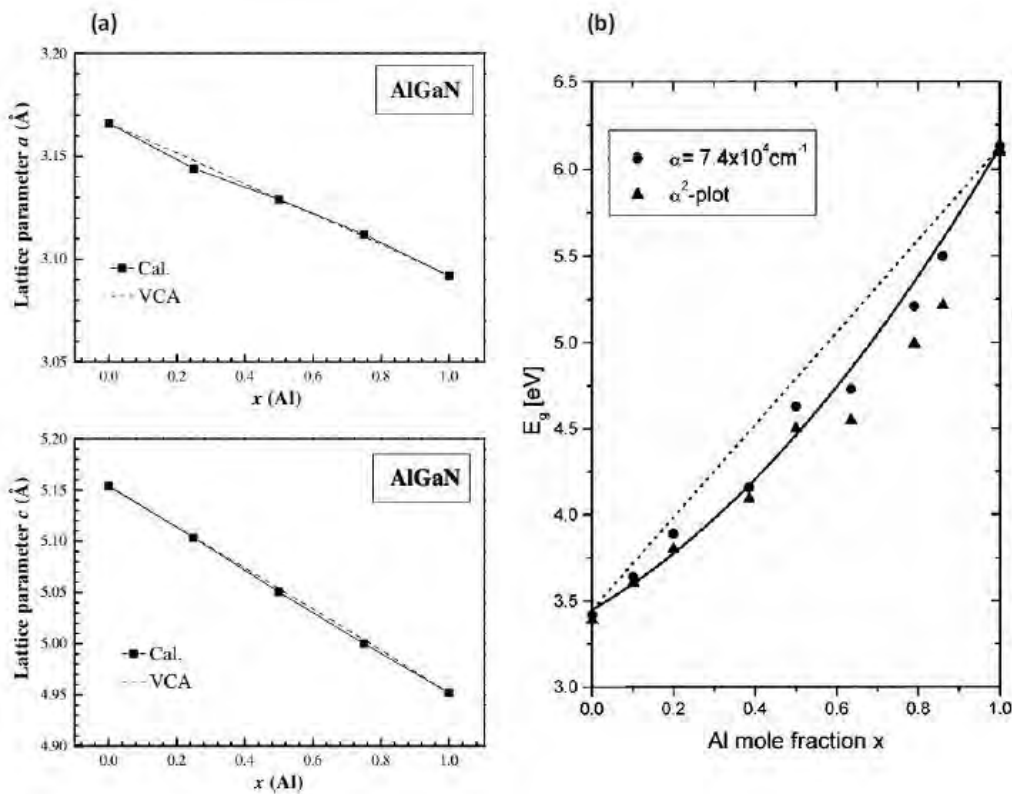 (a)
AlGaN
Lattice parameter a (Å)
3.20
3.15
3.10
3.05
Cal.
VCA
0.0 0.2 0.4 0.6 0.8 1.0
x (Al)
AlGaN
Lattice parameter c (Å)
5.20
5.15
5.10
5.05
5.00
4.95
4.90
Cal.
VCA
0.0 0.2 0.4 0.6 0.8 1.0
x (Al)
(b)
E_g [eV]
6.5
6.0
5.5
5.0
4.5
4.0
3.5
3.0
α= 7.4x10⁴cm⁻¹
α²-plot
0.0 0.2 0.4 0.6 0.8 1.0
Al mole fraction x